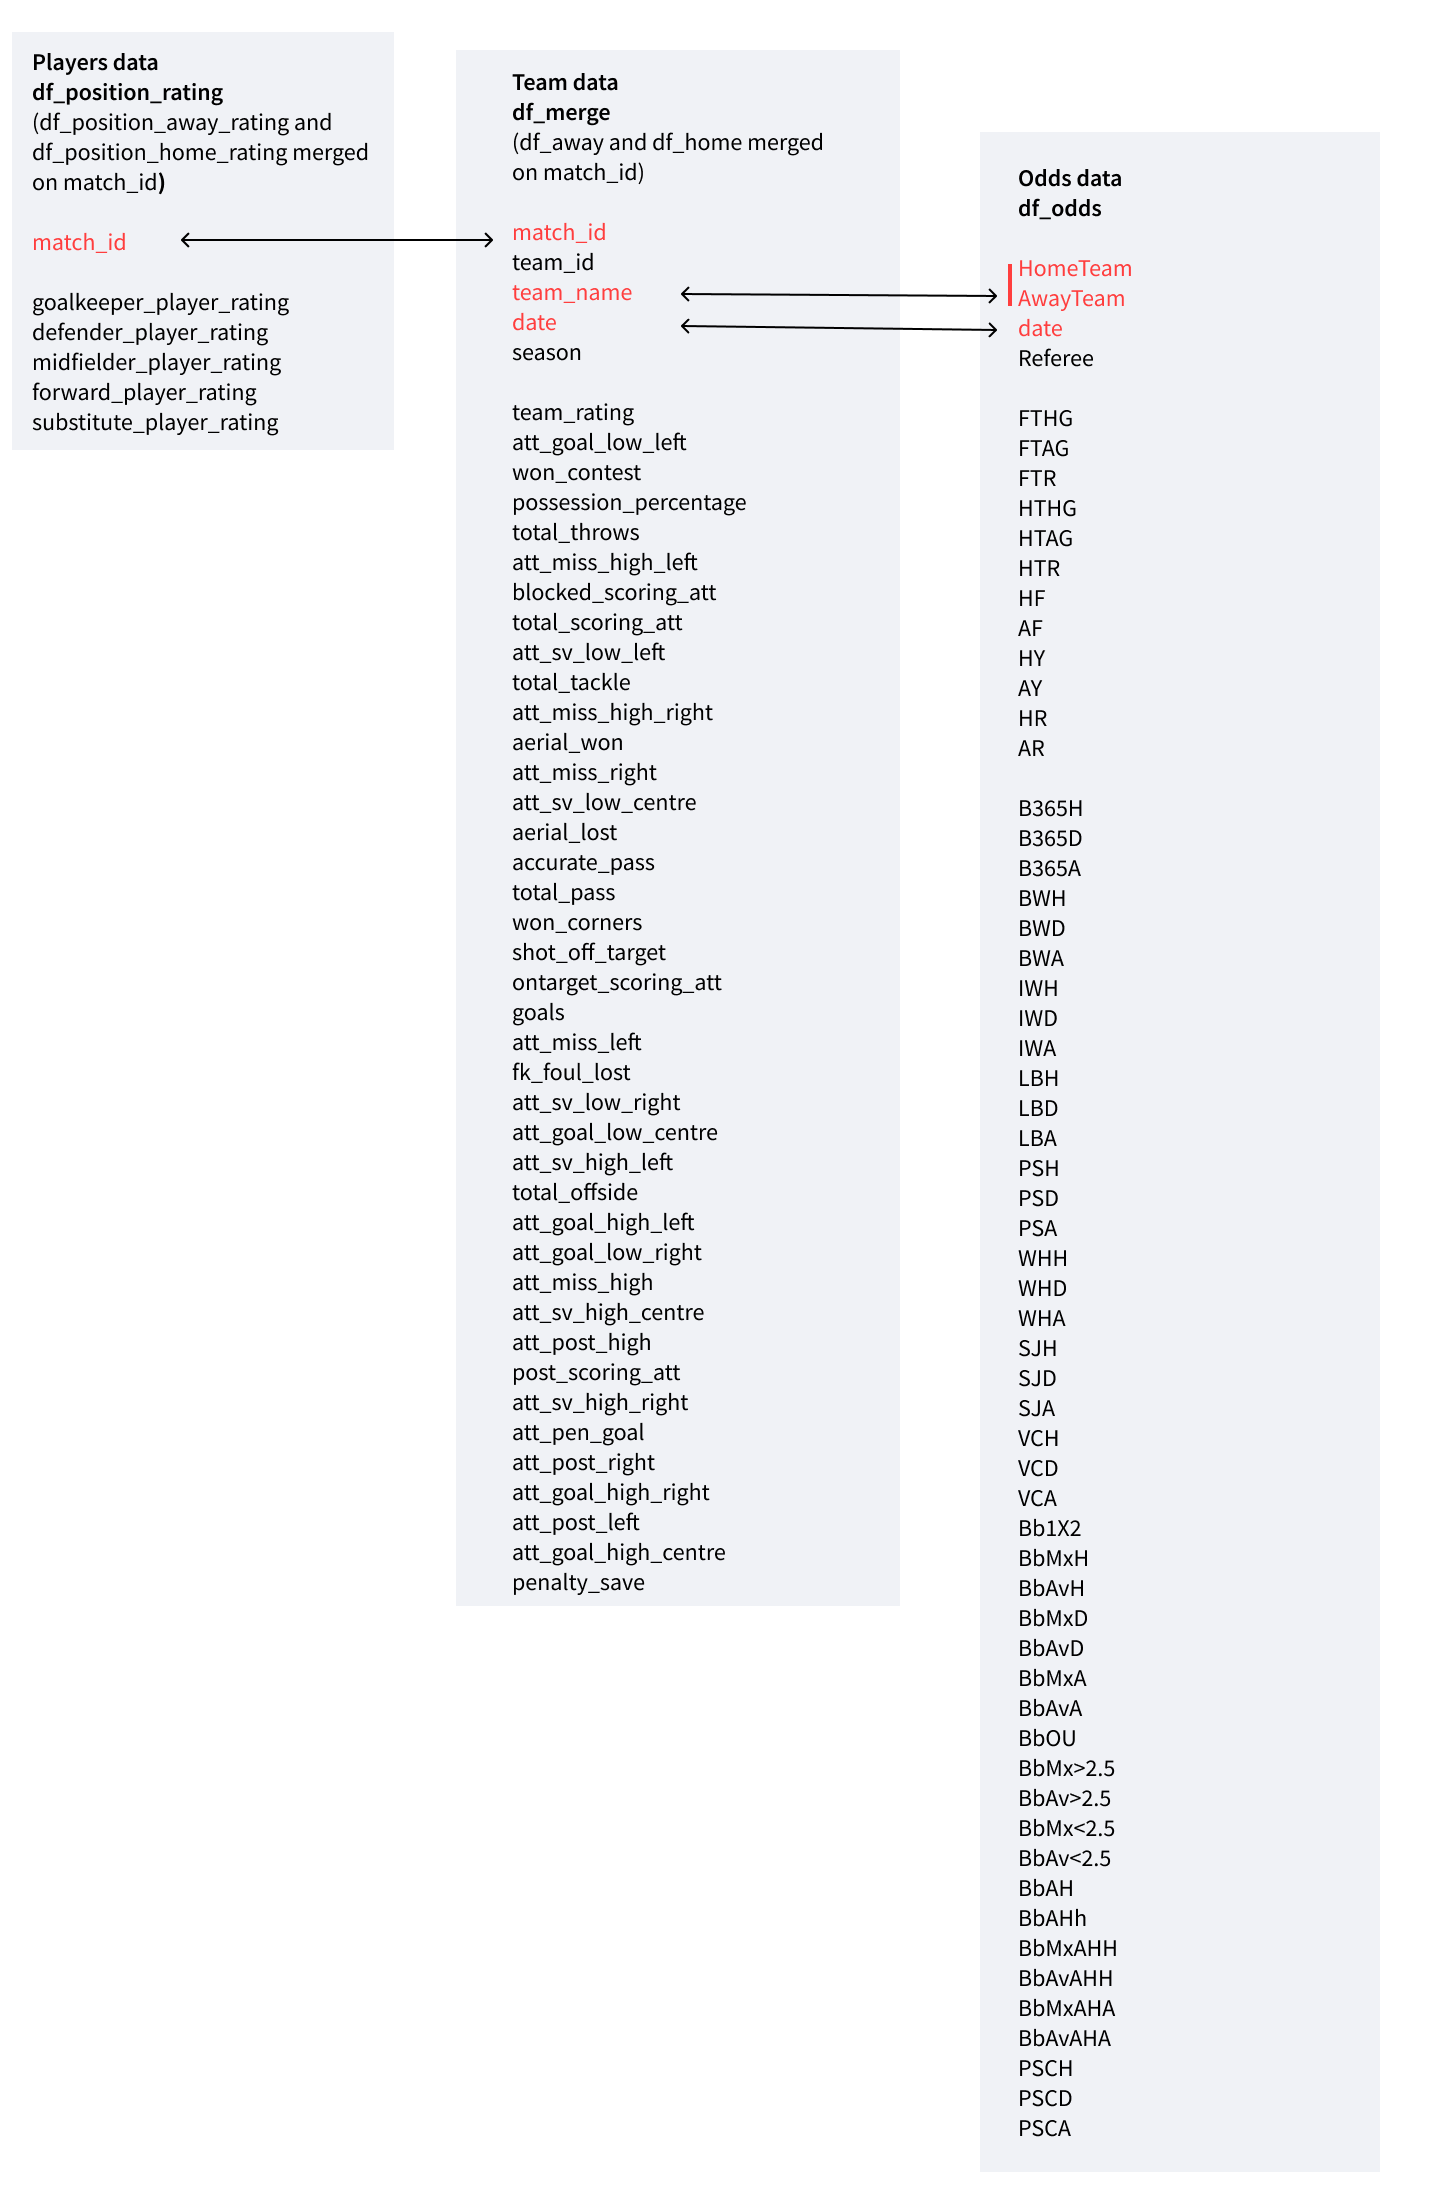 Players data
df_position_rating
(df_position_away_rating and
df_position_home_rating merged
on match_id)
match_id
goalkeeper_player_rating
defender_player_rating
midfielder_player_rating
forward_player_rating
substitute_player_rating
Team data
df_merge
(df_away and df_home merged
on match_id)
match_id
team_id
team_name
date
season
team_rating
att_goal_low_left
won_contest
possession_percentage
total_throws
att_miss_high_left
blocked_scoring_att
total_scoring_att
att_sv_low_left
total_tackle
att_miss_high_right
aerial_won
att_miss_right
att_sv_low_centre
aerial_lost
accurate_pass
total_pass
won_corners
shot_off_target
ontarget_scoring_att
goals
att_miss_left
fk_foul_lost
att_sv_low_right
att_goal_low_centre
att_sv_high_left
total_offside
att_goal_high_left
att_goal_low_right
att_miss_high
att_sv_high_centre
att_post_high
post_scoring_att
att_sv_high_right
att_pen_goal
att_post_right
att_goal_high_right
att_post_left
att_goal_high_centre
penalty_save
Odds data
df_odds
HomeTeam
AwayTeam
date
Referee
FTHG
FTAG
FTR
HTHG
HTAG
HTR
HF
AF
HY
AY
HR
AR
B365H
B365D
B365A
BWH
BWD
BWA
IWH
IWD
IWA
LBH
LBD
LBA
PSH
PSD
PSA
WHH
WHD
WHA
SJH
SJD
SJA
VCH
VCD
VCA
Bb1X2
BbMxH
BbAvH
BbMxD
BbAvD
BbMxA
BbAvA
BbOU
BbMx>2.5
BbAv>2.5
BbMx<2.5
BbAv<2.5
BbAH
BbAHh
BbMxAHH
BbAvAHH
BbMxAHA
BbAvAHA
PSCH
PSCD
PSCA